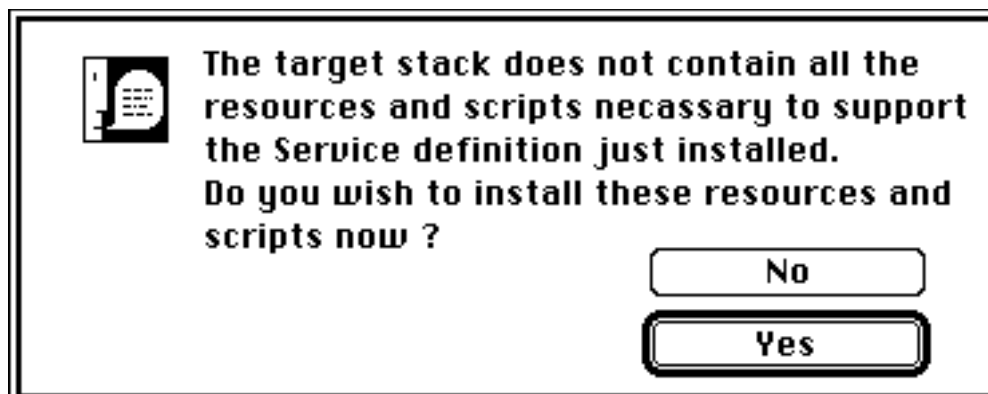 The target stack does not contain all the
resources and scripts necassary to support
the Service definition just installed.
Do you wish to install these resources and
scripts now ?
No
Yes